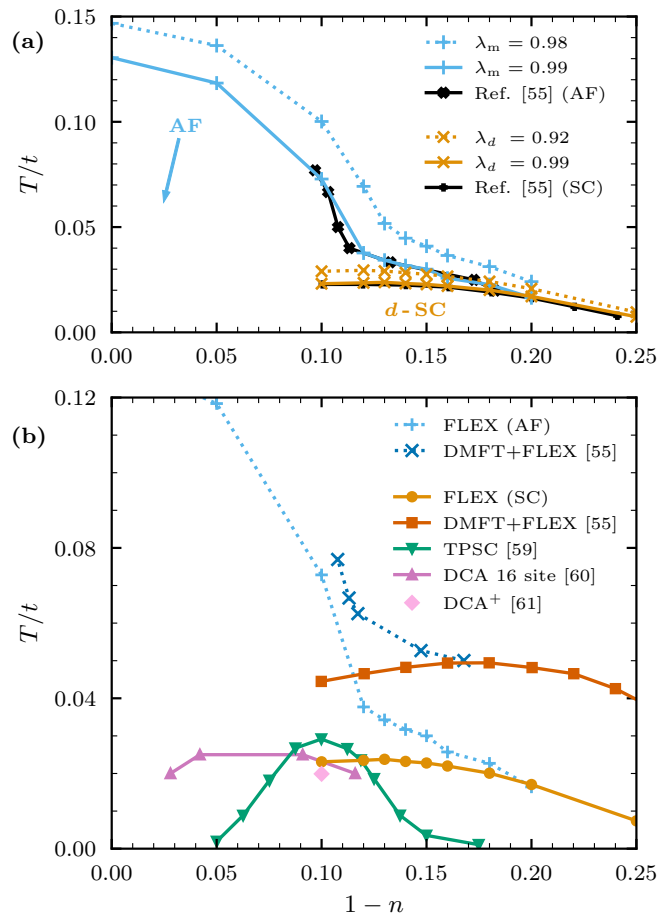 (a)
T/t
0.15
0.10
0.05
0.00
λm = 0.98
λm = 0.99
Ref. [55] (AF)
λd = 0.92
λd = 0.99
Ref. [55] (SC)
AF
d - SC
0.00 0.05 0.10 0.15 0.20 0.25
(b)
T/t
0.12
0.08
0.04
0.00
FLEX (AF)
DMFT+FLEX [55]
FLEX (SC)
DMFT+FLEX [55]
TPSC [59]
DCA 16 site [60]
DCA⁺ [61]
0.00 0.05 0.10 0.15 0.20 0.25
1 − n